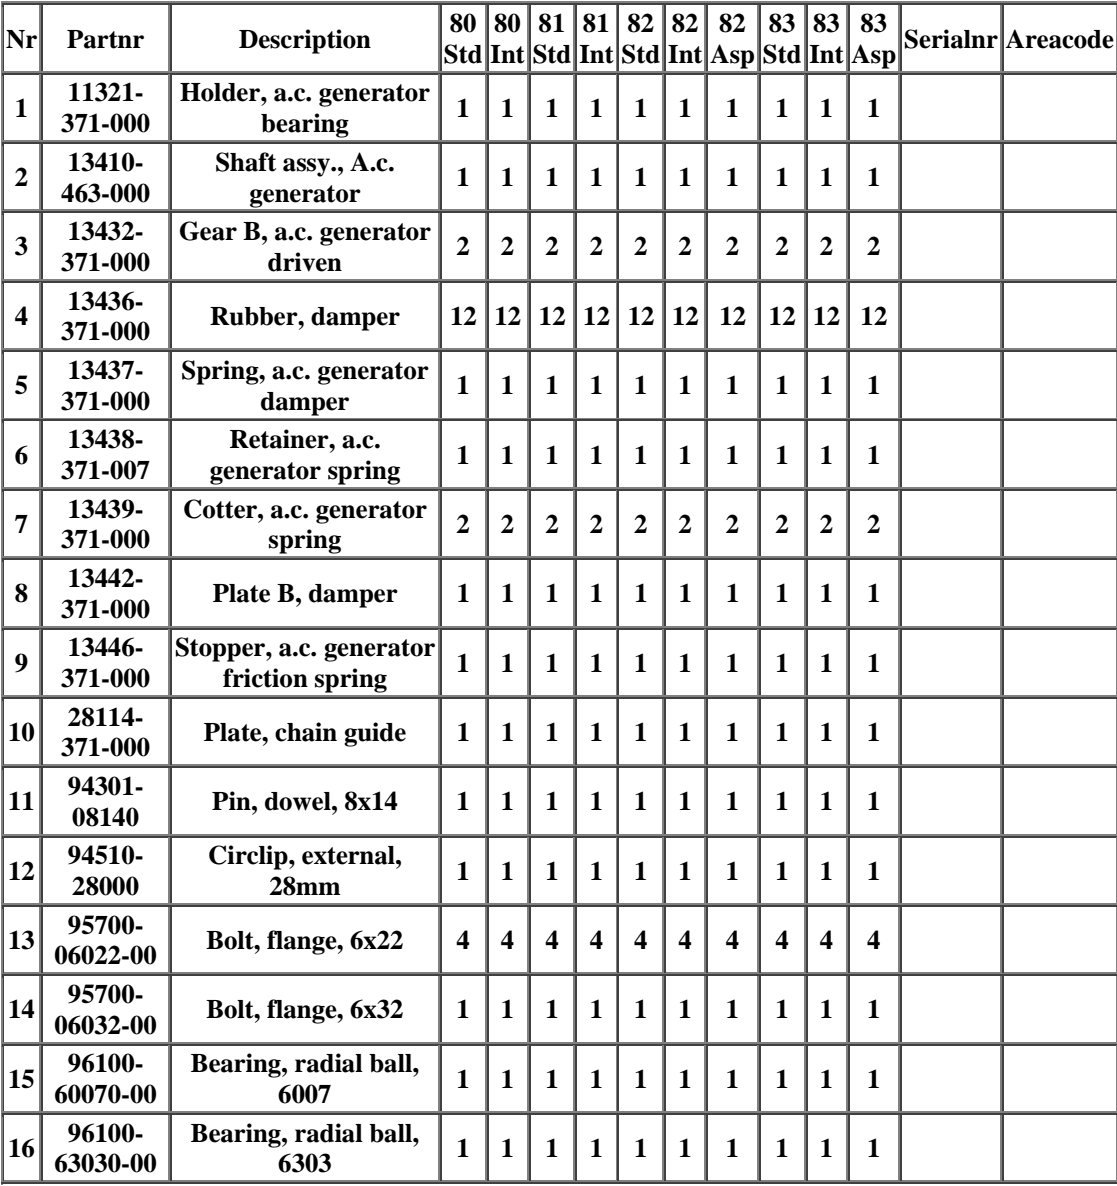 Nr Partnr Description 80 Std 80 Int 81 Std 81 Int 82 Std 82 Int 82 Asp 83 Std 83 Int 83 Asp Serialnr Areacode
1 11321-371-000 Holder, a.c. generator bearing 1 1 1 1 1 1 1 1 1 1
2 13410-463-000 Shaft assy., A.c. generator 1 1 1 1 1 1 1 1 1 1
3 13432-371-000 Gear B, a.c. generator driven 2 2 2 2 2 2 2 2 2 2
4 13436-371-000 Rubber, damper 12 12 12 12 12 12 12 12 12 12
5 13437-371-000 Spring, a.c. generator damper 1 1 1 1 1 1 1 1 1 1
6 13438-371-007 Retainer, a.c. generator spring 1 1 1 1 1 1 1 1 1 1
7 13439-371-000 Cotter, a.c. generator spring 2 2 2 2 2 2 2 2 2 2
8 13442-371-000 Plate B, damper 1 1 1 1 1 1 1 1 1 1
9 13446-371-000 Stopper, a.c. generator friction spring 1 1 1 1 1 1 1 1 1 1
10 28114-371-000 Plate, chain guide 1 1 1 1 1 1 1 1 1 1
11 94301-08140 Pin, dowel, 8x14 1 1 1 1 1 1 1 1 1 1
12 94510-28000 Circlip, external, 28mm 1 1 1 1 1 1 1 1 1 1
13 95700-06022-00 Bolt, flange, 6x22 4 4 4 4 4 4 4 4 4 4
14 95700-06032-00 Bolt, flange, 6x32 1 1 1 1 1 1 1 1 1 1
15 96100-60070-00 Bearing, radial ball, 6007 1 1 1 1 1 1 1 1 1 1
16 96100-63030-00 Bearing, radial ball, 6303 1 1 1 1 1 1 1 1 1 1